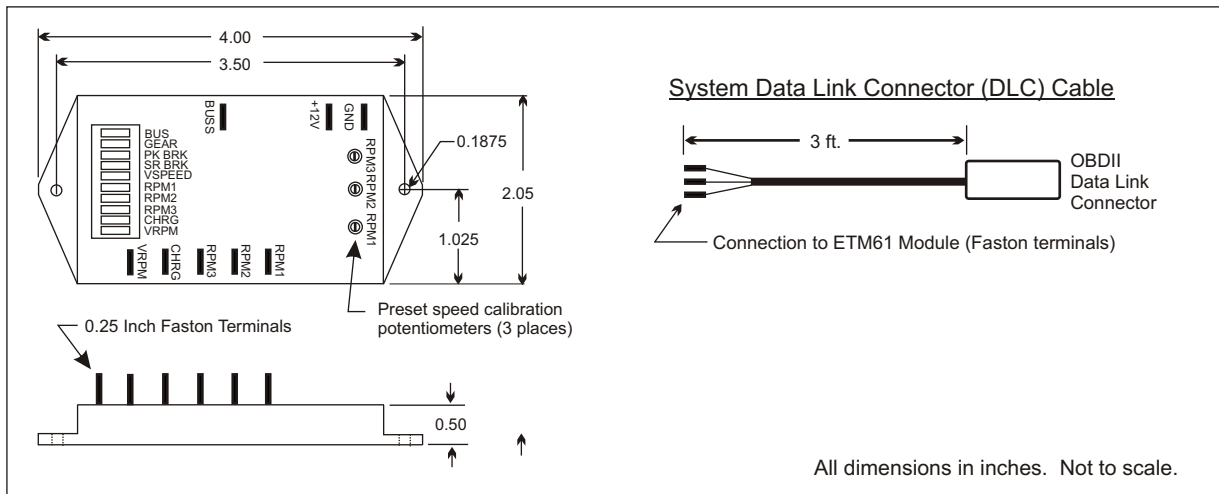 4.00
3.50
BUSS
+12V
GND
BUS
GEAR
PK BRK
SR BRK
VSPEED
RPM1
RPM2
RPM3
CHRG
VRPM
RPM3
RPM2
RPM1
0.1875
2.05
1.025
VRPM
CHRG
RPM3
RPM2
RPM1
Preset speed calibration
potentiometers (3 places)
0.25 Inch Faston Terminals
0.50
System Data Link Connector (DLC) Cable
3 ft.
OBDII
Data Link
Connector
Connection to ETM61 Module (Faston terminals)
All dimensions in inches. Not to scale.